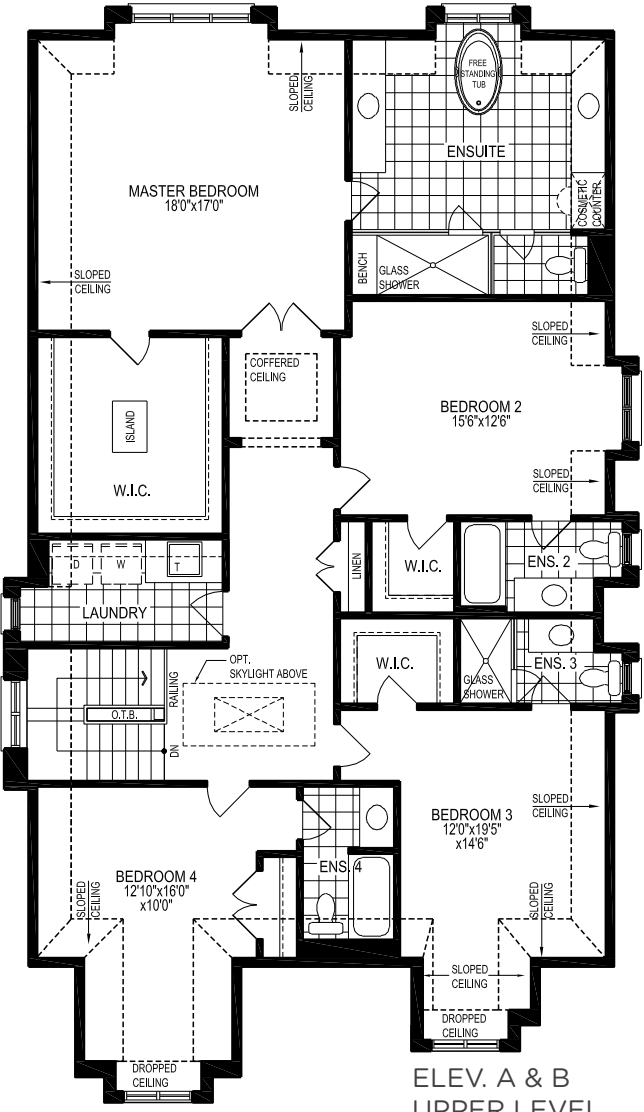 FREE
STANDING
TUB
SLOPED
CEILING
ENSUITE
MASTER BEDROOM
18'0"x17'0"
COSMETIC
COUNTER
BENCH
GLASS
SHOWER
SLOPED
CEILING
SLOPED
CEILING
COFFERED
CEILING
BEDROOM 2
15'6"x12'6"
ISLAND
W.I.C.
SLOPED
CEILING
D
W
T
LINEN
W.I.C.
ENS. 2
LAUNDRY
W.I.C.
GLASS
SHOWER
ENS. 3
OPT.
SKYLIGHT ABOVE
RAILING
O.T.B.
DN
SLOPED
CEILING
BEDROOM 3
12'0"x19'5"
x14'6"
BEDROOM 4
12'10"x16'0"
x10'0"
ENS. 4
SLOPED
CEILING
SLOPED
CEILING
SLOPED
CEILING
DROPPED
CEILING
DROPPED
CEILING
ELEV. A & B
UPPER LEVEL